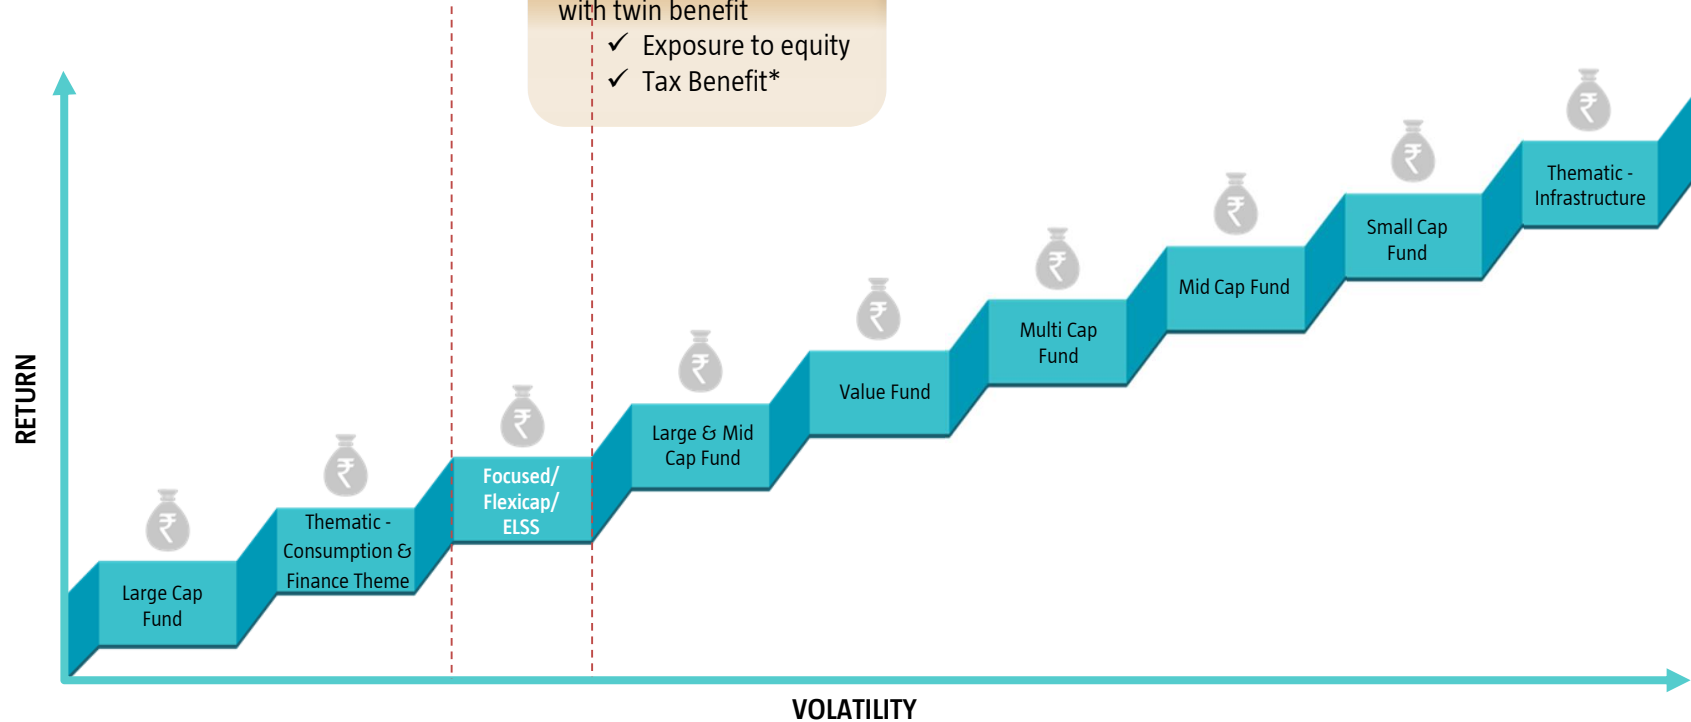 with twin benefit
✓ Exposure to equity
✓ Tax Benefit*
RETURN
Large Cap
Fund
Thematic -
Consumption &
Finance Theme
Focused/
Flexicap/
ELSS
Large & Mid
Cap Fund
Value Fund
Multi Cap
Fund
Mid Cap Fund
Small Cap
Fund
Thematic -
Infrastructure
VOLATILITY
₹
₹
₹
₹
₹
₹
₹
₹
₹